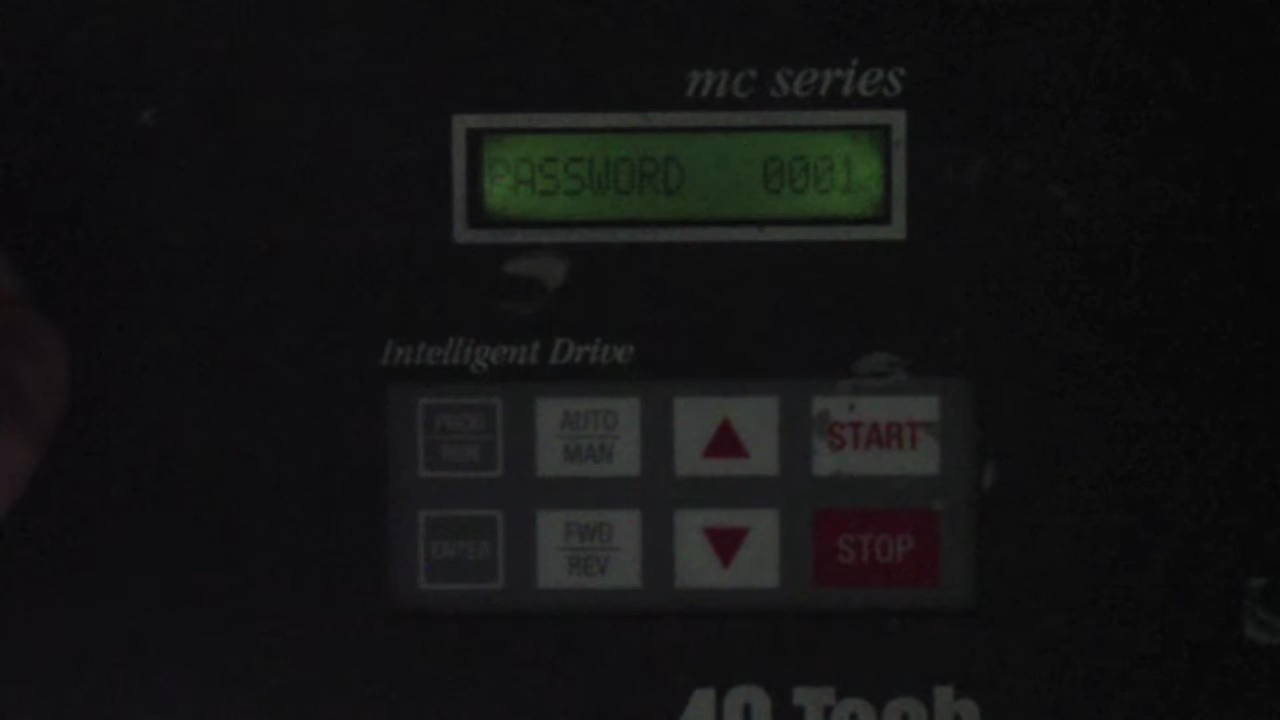 mc series
PASSWORD 0001
Intelligent Drive
PROG
RUN
AUTO
MAN
START
ENTER
FWD
REV
STOP